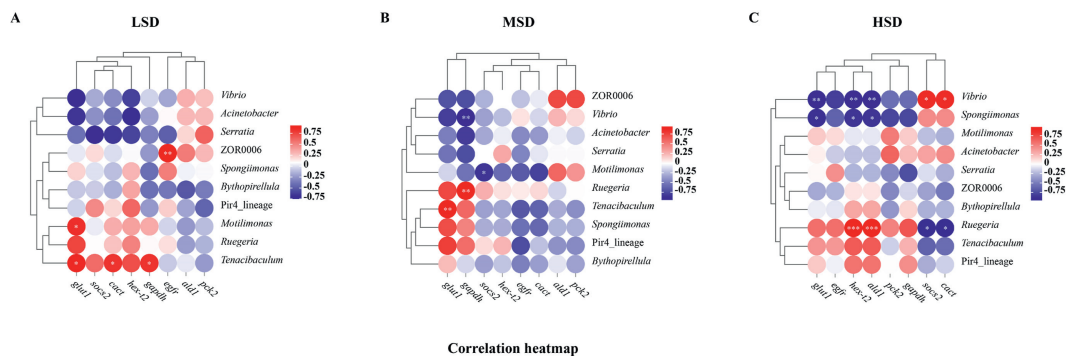 A
LSD
Vibrio
Acinetobacter
Serratia
ZOR0006
Spongiimonas
Bythopirellula
Pir4_lineage
Motilimonas
Ruegeria
Tenacibaculum
glut1
socs2
cact
hex-t2
gapdh
egfr
ald1
pck2
0.75
0.5
0.25
0
-0.25
-0.5
-0.75
**
*
* * *
B
MSD
ZOR0006
Vibrio
Acinetobacter
Serratia
Motilimonas
Ruegeria
Tenacibaculum
Spongiimonas
Pir4_lineage
Bythopirellula
glut1
gapdh
socs2
hex-t2
egfr
cact
ald1
pck2
0.75
0.5
0.25
0
-0.25
-0.5
-0.75
**
*
**
**
C
HSD
Vibrio
Spongiimonas
Motilimonas
Acinetobacter
Serratia
ZOR0006
Bythopirellula
Ruegeria
Tenacibaculum
Pir4_lineage
glut1
egfr
hex-t2
ald1
pck2
gapdh
socs2
cact
0.75
0.5
0.25
0
-0.25
-0.5
-0.75
** ** ** * *
* * *
*** *** * *
Correlation heatmap